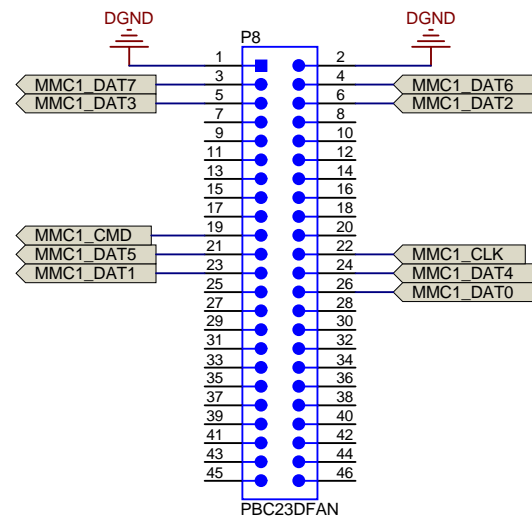 DGND DGND
P8
1 2
MMC1_DAT7 3 4 MMC1_DAT6
MMC1_DAT3 5 6 MMC1_DAT2
7 8
9 10
11 12
13 14
15 16
17 18
MMC1_CMD 19 20
MMC1_DAT5 21 22 MMC1_CLK
MMC1_DAT1 23 24 MMC1_DAT4
25 26 MMC1_DAT0
27 28
29 30
31 32
33 34
35 36
37 38
39 40
41 42
43 44
45 46
PBC23DFAN